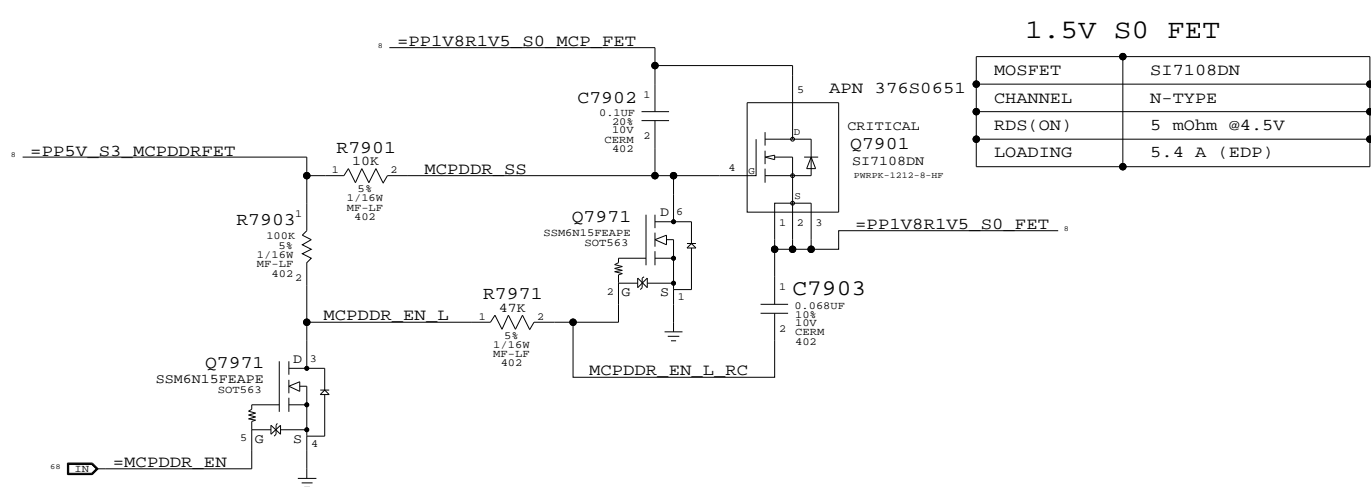 1.5V S0 FET
MOSFET SI7108DN
CHANNEL N-TYPE
RDS(ON) 5 mOhm @4.5V
LOADING 5.4 A (EDP)
8 =PP1V8R1V5_S0_MCP_FET
C7902
0.1UF
20%
10V
CERM
402
1
2
5
APN 376S0651
CRITICAL
Q7901
SI7108DN
PWRPK-1212-8-HF
D
G
S
4
1 2 3
8 =PP5V_S3_MCPDDRFET
R7901
10K
1 2
5%
1/16W
MF-LF
402
MCPDDR_SS
R7903
100K
5%
1/16W
MF-LF
402
1
2
Q7971
SSM6N15FEAPE
SOT563
D 6
2 G S 1
=PP1V8R1V5_S0_FET 8
C7903
0.068UF
10%
10V
CERM
402
1
2
MCPDDR_EN_L
R7971
47K
1 2
5%
1/16W
MF-LF
402
MCPDDR_EN_L_RC
Q7971
SSM6N15FEAPE
SOT563
D 3
5 G S 4
68 IN =MCPDDR_EN